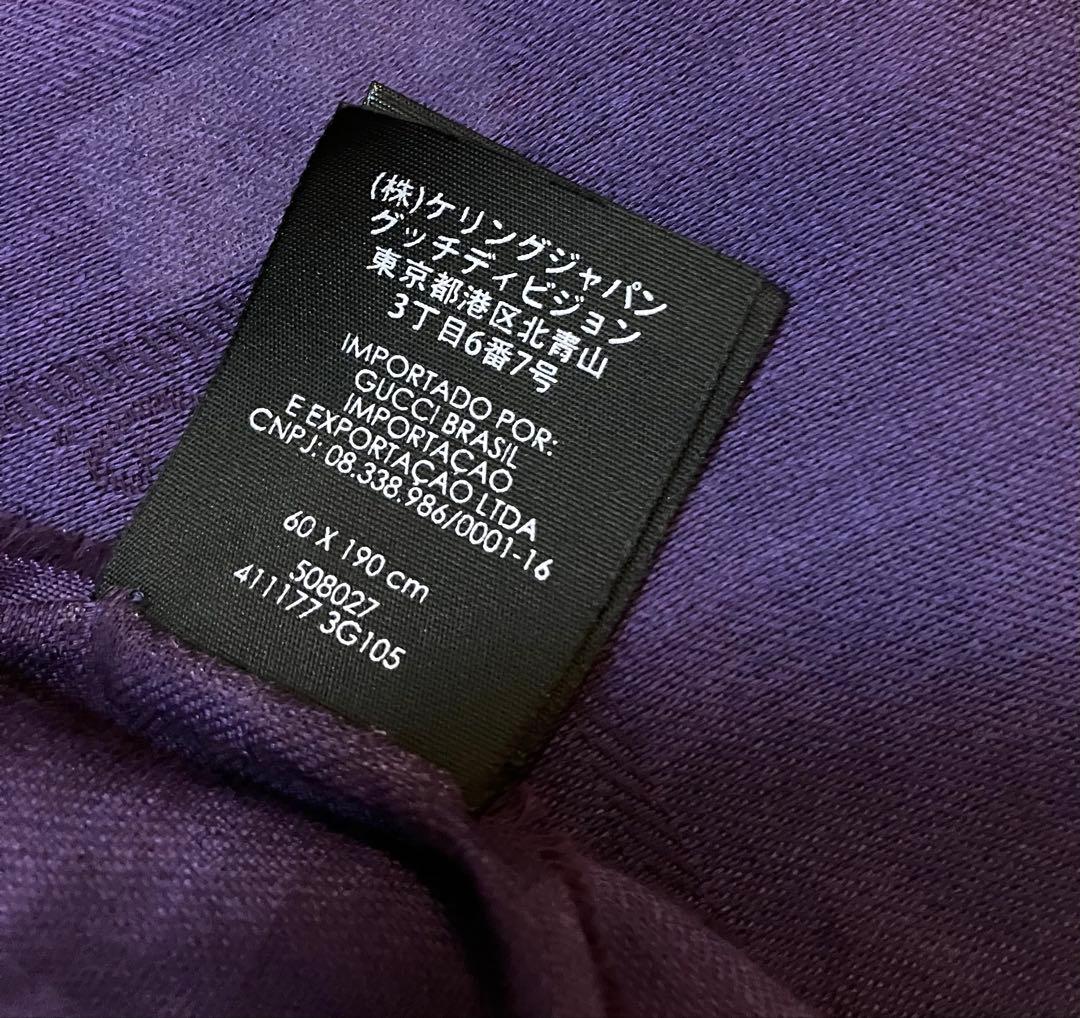 (株)ケリングジャパン
グッチディビジョン
東京都港区北青山
3丁目6番7号
IMPORTADO POR:
GUCCI BRASIL
IMPORTAÇAO
E EXPORTAÇAO LTDA
CNPJ: 08.338.986/0001-16
60 X 190 cm
508027
411177 3G105